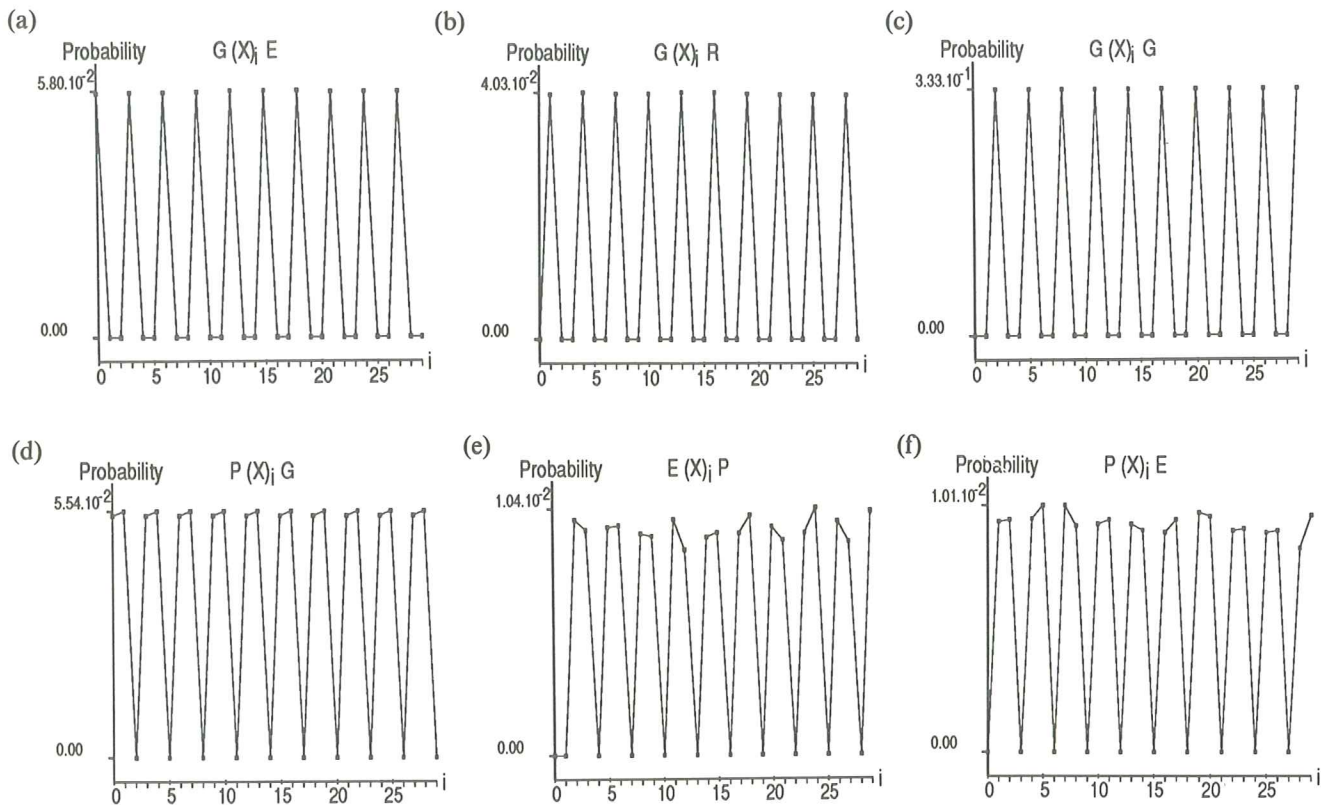 (a)
Probability G (X)i E
5.80.10-2
0.00
0 5 10 15 20 25 i
(b)
Probability G (X)i R
4.03.10-2
0.00
0 5 10 15 20 25 i
(c)
Probability G (X)i G
3.33.10-1
0.00
0 5 10 15 20 25 i
(d)
Probability P (X)i G
5.54.10-2
0.00
0 5 10 15 20 25 i
(e)
Probability E (X)i P
1.04.10-2
0.00
0 5 10 15 20 25 i
(f)
Probability P (X)i E
1.01.10-2
0.00
0 5 10 15 20 25 i